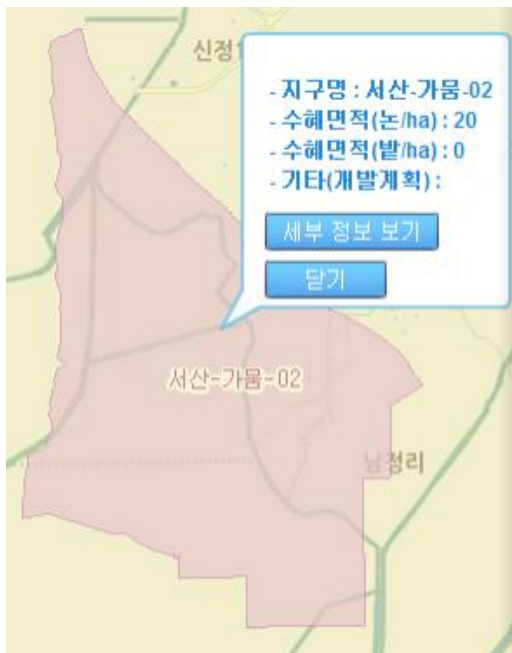 신정1
- 지구명 : 서산-가뭄-02
- 수혜면적(논/ha) : 20
- 수혜면적(밭/ha) : 0
- 기타(개발계획) :
세부 정보 보기
닫기
서산-가뭄-02
남정리